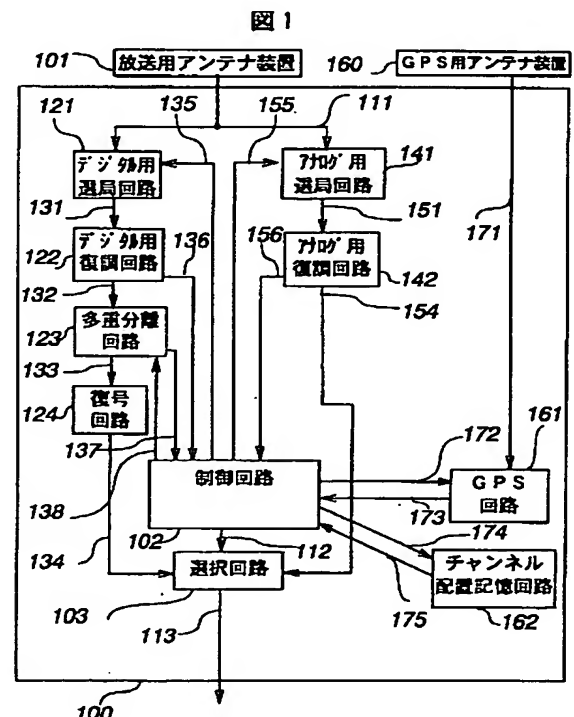 図1
101
放送用アンテナ装置
160
GPS用アンテナ装置
121
135
155
111
デジタル用
選局回路
アナログ用
選局回路
141
131
151
171
デジタル用
復調回路
136
156
アナログ用
復調回路
122
142
132
154
多重分離
回路
123
133
復号
回路
124
137
172
161
制御回路
GPS
回路
138
173
102
112
174
134
選択回路
チャンネル
配置記憶回路
103
175
162
113
100